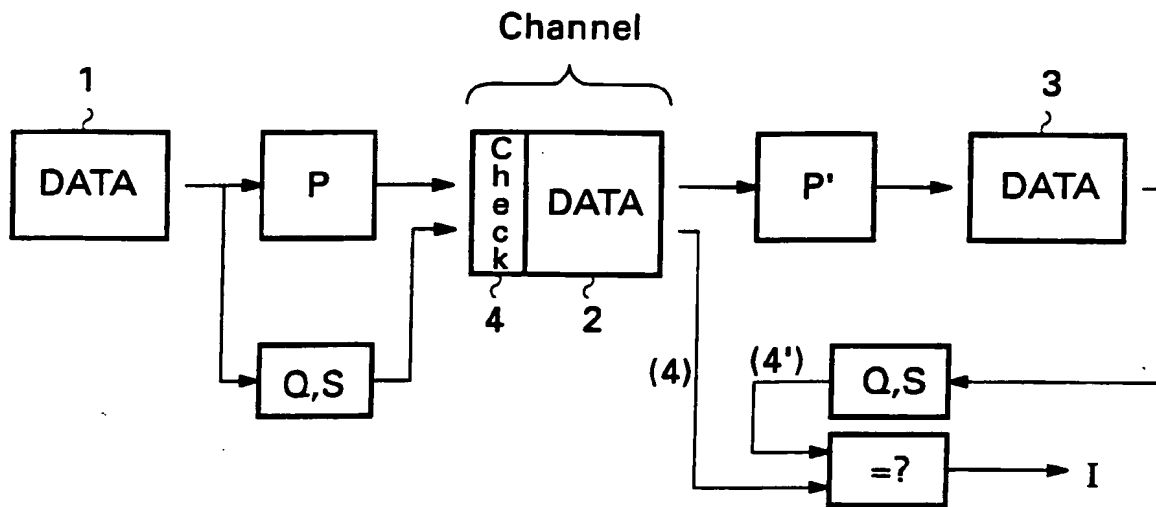 Channel
1
3
DATA
P
Check
DATA
P'
DATA
4
2
Q,S
(4)
(4')
Q,S
=?
I